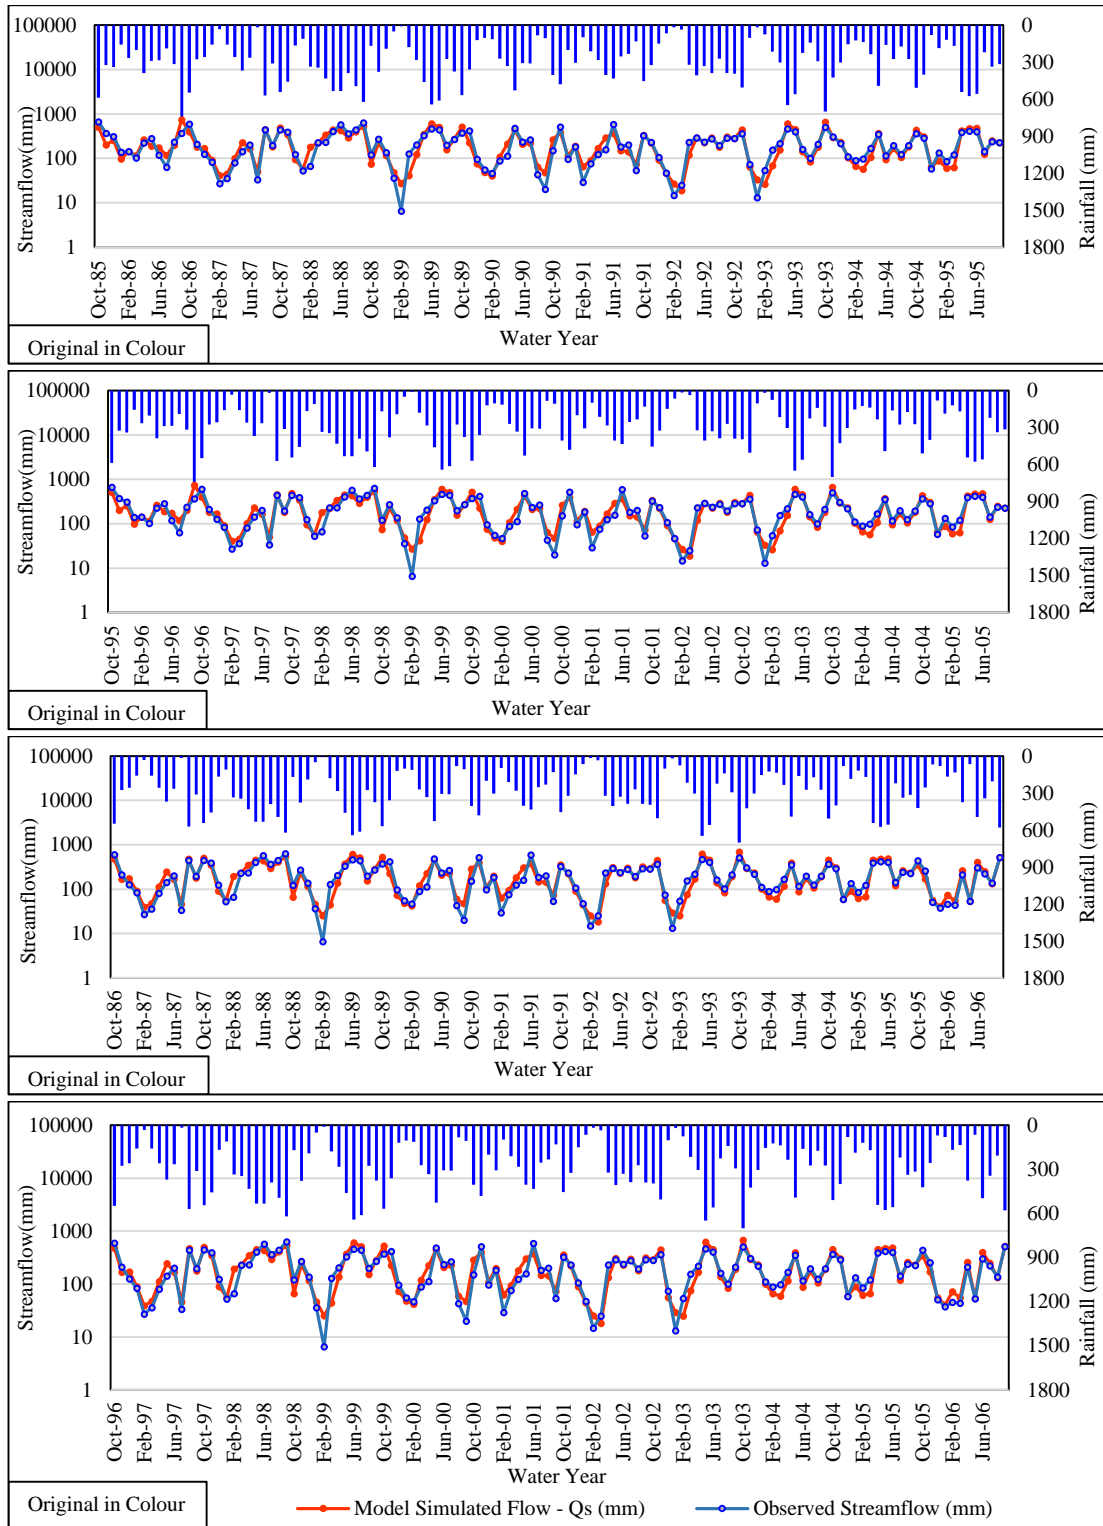 100000
10000
1000
100
10
1
Streamflow(mm)
0
300
600
900
1200
1500
1800
Rainfall (mm)
Oct-85 Feb-86 Jun-86 Oct-86 Feb-87 Jun-87 Oct-87 Feb-88 Jun-88 Oct-88 Feb-89 Jun-89 Oct-89 Feb-90 Jun-90 Oct-90 Feb-91 Jun-91 Oct-91 Feb-92 Jun-92 Oct-92 Feb-93 Jun-93 Oct-93 Feb-94 Jun-94 Oct-94 Feb-95 Jun-95
Water Year
Original in Colour
100000
10000
1000
100
10
1
Streamflow(mm)
0
300
600
900
1200
1500
1800
Rainfall (mm)
Oct-95 Feb-96 Jun-96 Oct-96 Feb-97 Jun-97 Oct-97 Feb-98 Jun-98 Oct-98 Feb-99 Jun-99 Oct-99 Feb-00 Jun-00 Oct-00 Feb-01 Jun-01 Oct-01 Feb-02 Jun-02 Oct-02 Feb-03 Jun-03 Oct-03 Feb-04 Jun-04 Oct-04 Feb-05 Jun-05
Water Year
Original in Colour
100000
10000
1000
100
10
1
Streamflow(mm)
0
300
600
900
1200
1500
1800
Rainfall (mm)
Oct-86 Feb-87 Jun-87 Oct-87 Feb-88 Jun-88 Oct-88 Feb-89 Jun-89 Oct-89 Feb-90 Jun-90 Oct-90 Feb-91 Jun-91 Oct-91 Feb-92 Jun-92 Oct-92 Feb-93 Jun-93 Oct-93 Feb-94 Jun-94 Oct-94 Feb-95 Jun-95 Oct-95 Feb-96 Jun-96
Water Year
Original in Colour
100000
10000
1000
100
10
1
Streamflow(mm)
0
300
600
900
1200
1500
1800
Rainfall (mm)
Oct-96 Feb-97 Jun-97 Oct-97 Feb-98 Jun-98 Oct-98 Feb-99 Jun-99 Oct-99 Feb-00 Jun-00 Oct-00 Feb-01 Jun-01 Oct-01 Feb-02 Jun-02 Oct-02 Feb-03 Jun-03 Oct-03 Feb-04 Jun-04 Oct-04 Feb-05 Jun-05 Oct-05 Feb-06 Jun-06
Water Year
Original in Colour
Model Simulated Flow - Qs (mm)
Observed Streamflow (mm)